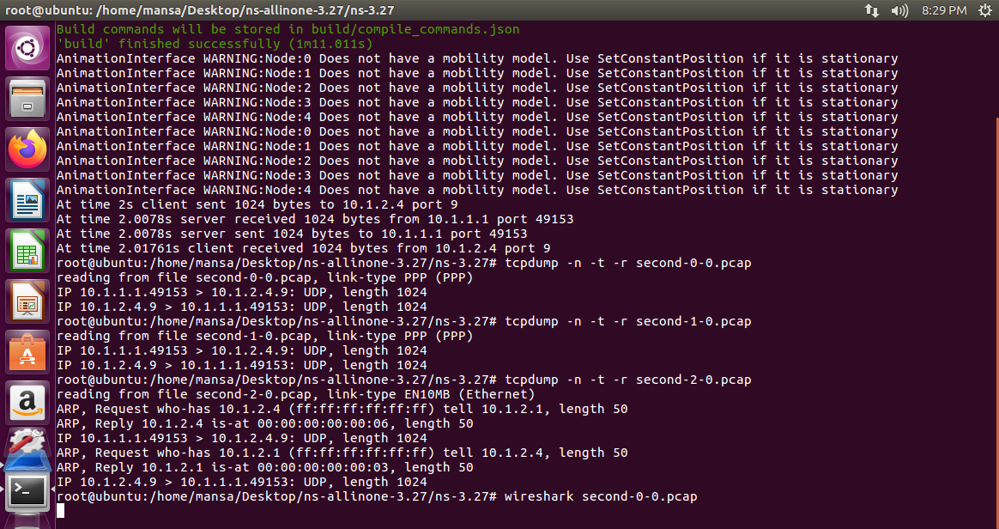 root@ubuntu: /home/mansa/Desktop/ns-allinone-3.27/ns-3.27
8:29 PM
Build commands will be stored in build/compile_commands.json
'build' finished successfully (1m11.011s)
AnimationInterface WARNING:Node:0 Does not have a mobility model. Use SetConstantPosition if it is stationary
AnimationInterface WARNING:Node:1 Does not have a mobility model. Use SetConstantPosition if it is stationary
AnimationInterface WARNING:Node:2 Does not have a mobility model. Use SetConstantPosition if it is stationary
AnimationInterface WARNING:Node:3 Does not have a mobility model. Use SetConstantPosition if it is stationary
AnimationInterface WARNING:Node:4 Does not have a mobility model. Use SetConstantPosition if it is stationary
AnimationInterface WARNING:Node:0 Does not have a mobility model. Use SetConstantPosition if it is stationary
AnimationInterface WARNING:Node:1 Does not have a mobility model. Use SetConstantPosition if it is stationary
AnimationInterface WARNING:Node:2 Does not have a mobility model. Use SetConstantPosition if it is stationary
AnimationInterface WARNING:Node:3 Does not have a mobility model. Use SetConstantPosition if it is stationary
AnimationInterface WARNING:Node:4 Does not have a mobility model. Use SetConstantPosition if it is stationary
At time 2s client sent 1024 bytes to 10.1.2.4 port 9
At time 2.0078s server received 1024 bytes from 10.1.1.1 port 49153
At time 2.0078s server sent 1024 bytes to 10.1.1.1 port 49153
At time 2.01761s client received 1024 bytes from 10.1.2.4 port 9
root@ubuntu:/home/mansa/Desktop/ns-allinone-3.27/ns-3.27# tcpdump -n -t -r second-0-0.pcap
reading from file second-0-0.pcap, link-type PPP (PPP)
IP 10.1.1.1.49153 > 10.1.2.4.9: UDP, length 1024
IP 10.1.2.4.9 > 10.1.1.1.49153: UDP, length 1024
root@ubuntu:/home/mansa/Desktop/ns-allinone-3.27/ns-3.27# tcpdump -n -t -r second-1-0.pcap
reading from file second-1-0.pcap, link-type PPP (PPP)
IP 10.1.1.1.49153 > 10.1.2.4.9: UDP, length 1024
IP 10.1.2.4.9 > 10.1.1.1.49153: UDP, length 1024
root@ubuntu:/home/mansa/Desktop/ns-allinone-3.27/ns-3.27# tcpdump -n -t -r second-2-0.pcap
reading from file second-2-0.pcap, link-type EN10MB (Ethernet)
ARP, Request who-has 10.1.2.4 (ff:ff:ff:ff:ff:ff) tell 10.1.2.1, length 50
ARP, Reply 10.1.2.4 is-at 00:00:00:00:00:06, length 50
IP 10.1.1.1.49153 > 10.1.2.4.9: UDP, length 1024
ARP, Request who-has 10.1.2.1 (ff:ff:ff:ff:ff:ff) tell 10.1.2.4, length 50
ARP, Reply 10.1.2.1 is-at 00:00:00:00:00:03, length 50
IP 10.1.2.4.9 > 10.1.1.1.49153: UDP, length 1024
root@ubuntu:/home/mansa/Desktop/ns-allinone-3.27/ns-3.27# wireshark second-0-0.pcap